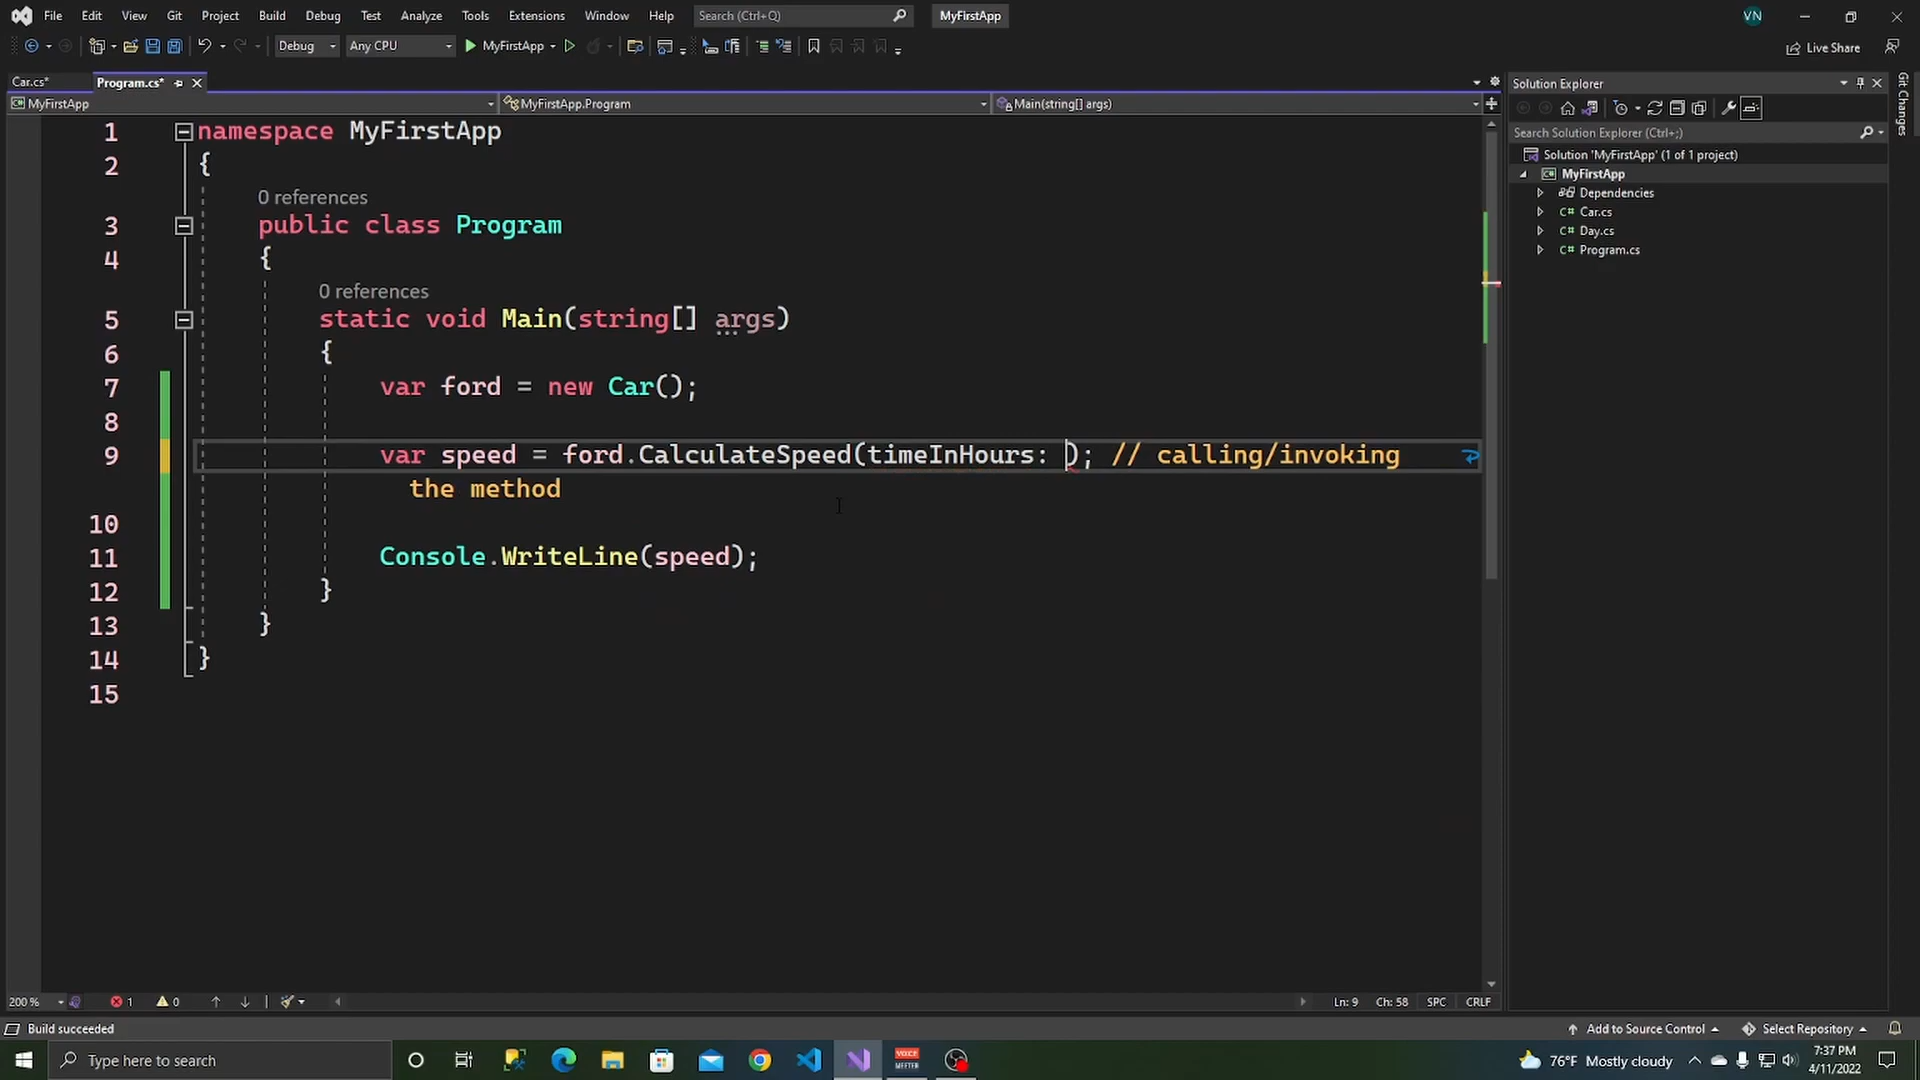 File Edit View Git Project Build Debug Test Analyze Tools Extensions Window Help Search (Ctrl+Q) MyFirstApp VN
Debug Any CPU MyFirstApp Live Share
Car.cs* Program.cs*
MyFirstApp MyFirstApp.Program Main(string[] args)
1 namespace MyFirstApp
2 {
0 references
3 public class Program
4 {
0 references
5 static void Main(string[] args)
6 {
7 var ford = new Car();
8
9 var speed = ford.CalculateSpeed(timeInHours: ); // calling/invoking
the method
10
11 Console.WriteLine(speed);
12 }
13 }
14 }
15
Solution Explorer
Search Solution Explorer (Ctrl+;)
Solution 'MyFirstApp' (1 of 1 project)
MyFirstApp
Dependencies
C# Car.cs
C# Day.cs
C# Program.cs
Git Changes
200 % 1 0 Ln: 9 Ch: 58 SPC CRLF
Build succeeded Add to Source Control Select Repository
Type here to search VOICE MEETER 76°F Mostly cloudy 7:37 PM
4/11/2022